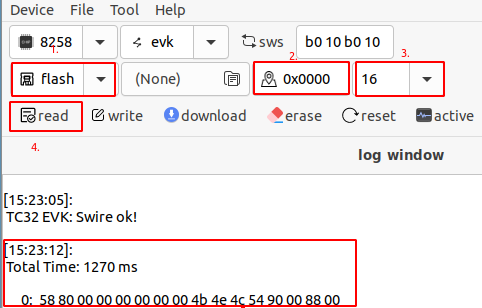 Device File Tool Help
8258 evk sws b0 10 b0 10
1. 2. 3.
flash (None) 0x0000 16
read write download erase reset active
4.
log window
[15:23:05]:
TC32 EVK: Swire ok!
[15:23:12]:
Total Time: 1270 ms
0: 58 80 00 00 00 00 00 00 4b 4e 4c 54 90 00 88 00